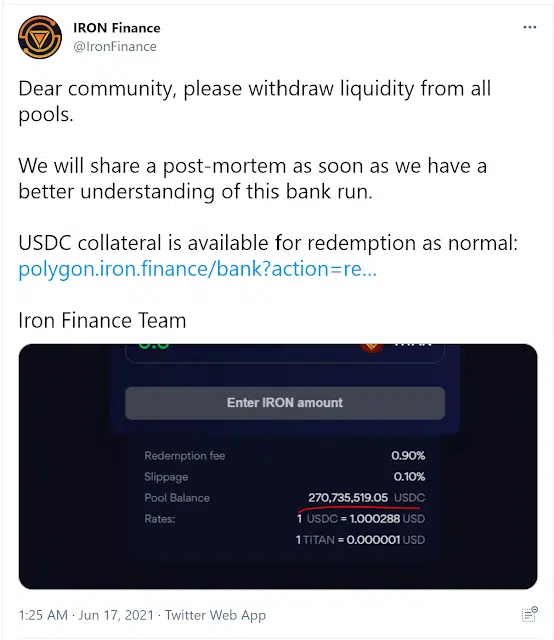 IRON Finance
@IronFinance
Dear community, please withdraw liquidity from all
pools.
We will share a post-mortem as soon as we have a
better understanding of this bank run.
USDC collateral is available for redemption as normal:
polygon.iron.finance/bank?action=re...
Iron Finance Team
Enter IRON amount
Redemption fee 0.90%
Slippage 0.10%
Pool Balance 270,735,519.05 USDC
Rates: 1 USDC = 1.000288 USD
1 TITAN = 0.000001 USD
1:25 AM · Jun 17, 2021 · Twitter Web App